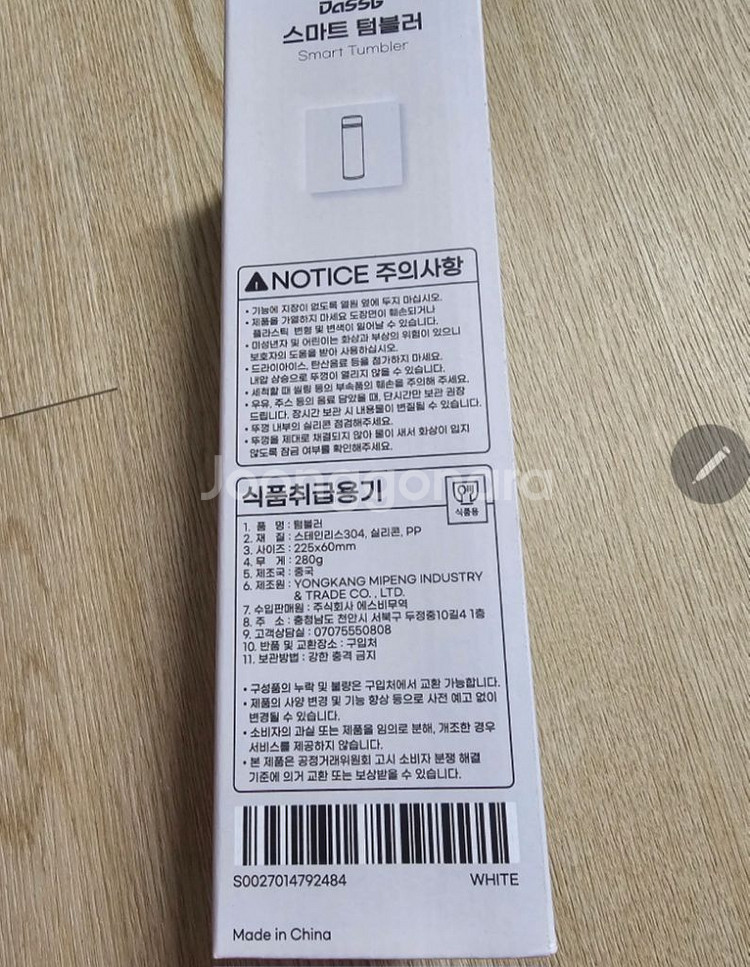 DaSSG
스마트 텀블러
Smart Tumbler
NOTICE 주의사항
• 기능에 지장이 없도록 열원 옆에 두지 마십시오.
• 제품을 가열하지 마세요 도장면이 훼손되거나
플라스틱 변형 및 변색이 일어날 수 있습니다.
• 미성년자 및 어린이는 화상과 부상의 위험이 있으니
보호자의 도움을 받아 사용하십시오.
• 드라이아이스, 탄산음료 등을 첨가하지 마세요.
내압 상승으로 뚜껑이 열리지 않을 수 있습니다.
• 세척할 때 씰링 등의 부속품의 훼손을 주의해 주세요.
• 우유, 주스 등의 음료 담았을 때, 단시간만 보관 권장
드립니다. 장시간 보관 시 내용물이 변질될 수 있습니다.
• 뚜껑 내부의 실리콘 점검해주세요.
• 뚜껑을 제대로 채결되지 않아 물이 새서 화상이 입지
않도록 잠금 여부를 확인해주세요.
Joonggonara
식품취급용기
식품용
1. 품 명 : 텀블러
2. 재 질 : 스테인리스304, 실리콘, PP
3. 사이즈 : 225x60mm
4. 무 게 : 280g
5. 제조국 : 중국
6. 제조원 : YONGKANG MIPENG INDUSTRY
& TRADE CO. , LTD.
7. 수입판매원 : 주식회사 에스비무역
8. 주 소 : 충청남도 천안시 서북구 두정중10길4 1층
9. 고객상담실 : 07075550808
10. 반품 및 교환장소 : 구입처
11. 보관방법 : 강한 충격 금지
• 구성품의 누락 및 불량은 구입처에서 교환 가능합니다.
• 제품의 사양 변경 및 기능 향상 등으로 사전 예고 없이
변경될 수 있습니다.
• 소비자의 과실 또는 제품을 임의로 분해, 개조한 경우
서비스를 제공하지 않습니다.
• 본 제품은 공정거래위원회 고시 소비자 분쟁 해결
기준에 의거 교환 또는 보상받을 수 있습니다.
S0027014792484 WHITE
Made in China